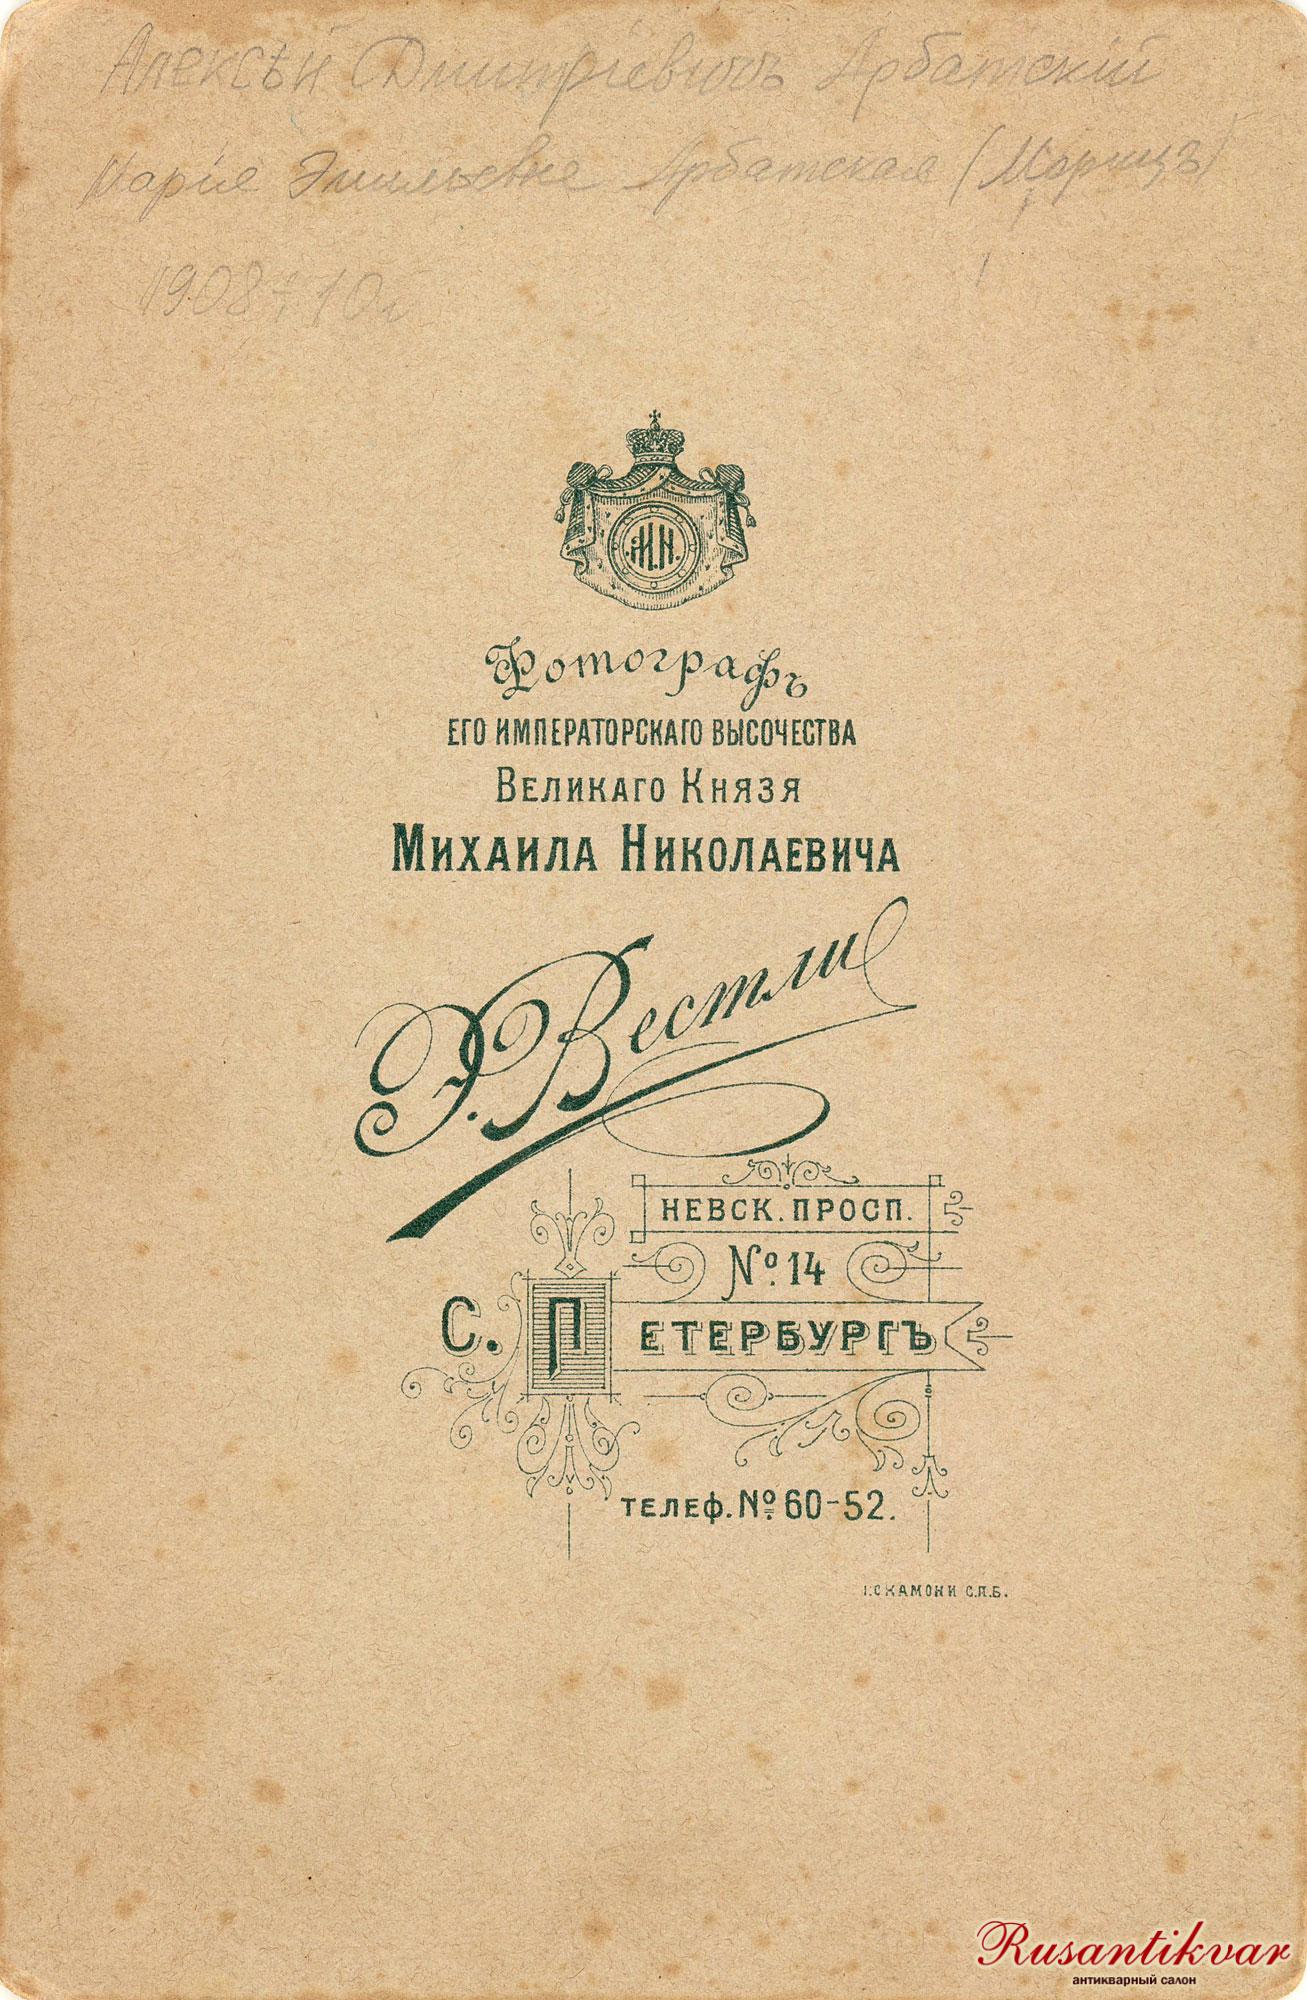 Алексѣй Дмитріевичъ Арбатскій
Марія Эмильевна Арбатская (Морицъ)
1908-10г
М.Н.
Фотографъ
ЕГО ИМПЕРАТОРСКАГО ВЫСОЧЕСТВА
ВЕЛИКАГО КНЯЗЯ
МИХАИЛА НИКОЛАЕВИЧА
Э. Вестли
НЕВСК. ПРОСП.
№ 14
С. ПЕТЕРБУРГЪ
ТЕЛЕФ. № 60-52.
І. СКАМОНИ С.П.Б.
Rusantikvar
антикварный салон